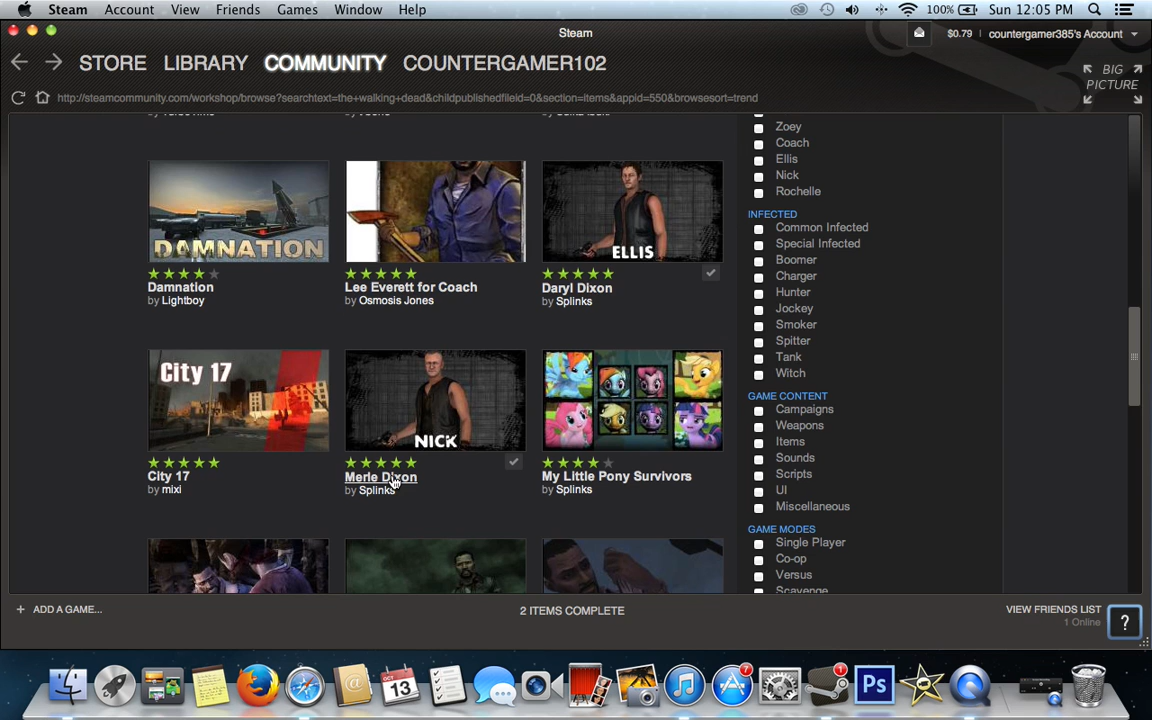 Steam Account View Friends Games Window Help 100% Sun 12:05 PM
Steam
$0.79 countergamer385's Account
STORE LIBRARY COMMUNITY COUNTERGAMER102
BIG PICTURE
http://steamcommunity.com/workshop/browse?searchtext=the+walking+dead&childpublishedfileid=0&section=items&appid=550&browsesort=trend
DAMNATION
ELLIS
Damnation
by Lightboy
Lee Everett for Coach
by Osmosis Jones
Daryl Dixon
by Splinks
City 17
NICK
City 17
by mixi
Merle Dixon
by Splinks
My Little Pony Survivors
by Splinks
Zoey
Coach
Ellis
Nick
Rochelle
INFECTED
Common Infected
Special Infected
Boomer
Charger
Hunter
Jockey
Smoker
Spitter
Tank
Witch
GAME CONTENT
Campaigns
Weapons
Items
Sounds
Scripts
UI
Miscellaneous
GAME MODES
Single Player
Co-op
Versus
Scavenge
+ ADD A GAME...
2 ITEMS COMPLETE
VIEW FRIENDS LIST
1 Online
?
OCT
13
7
1
Ps